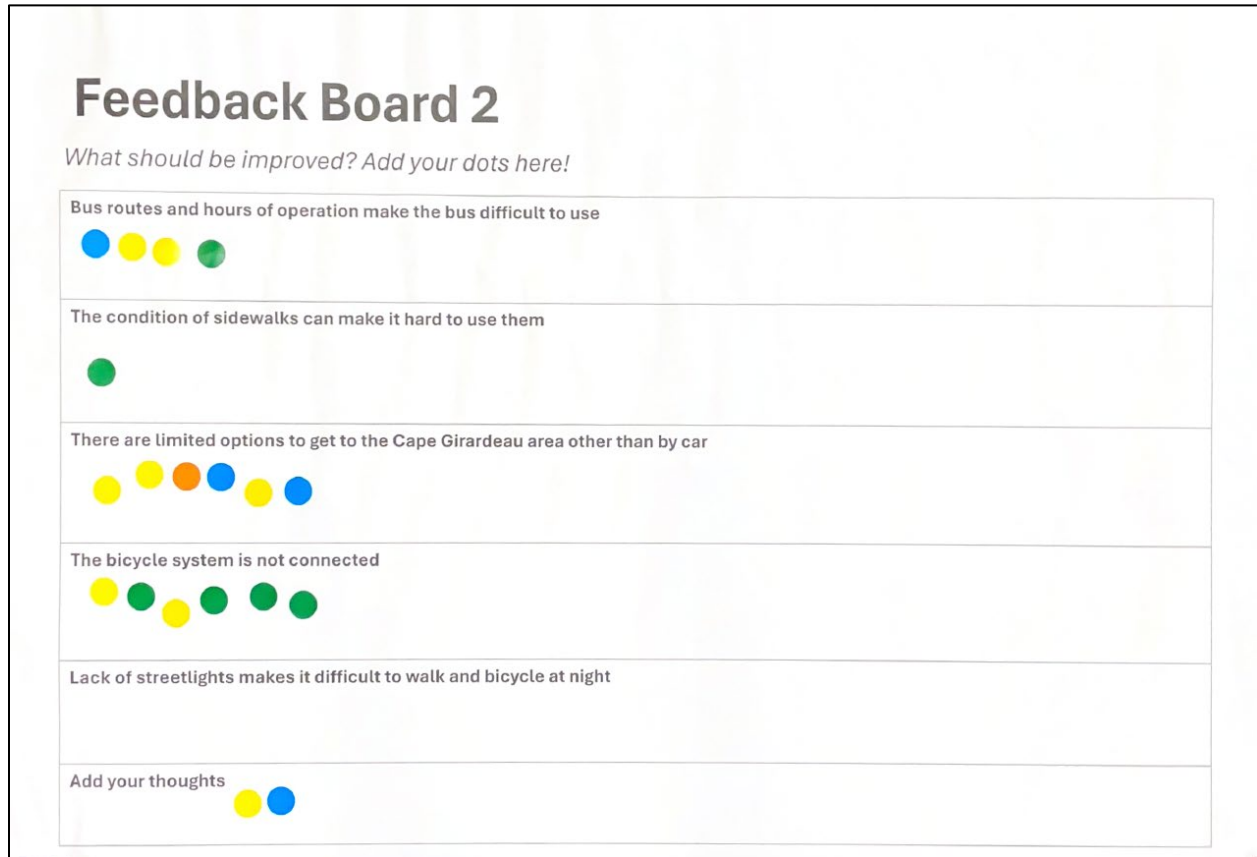 Feedback Board 2
What should be improved? Add your dots here!
Bus routes and hours of operation make the bus difficult to use
The condition of sidewalks can make it hard to use them
There are limited options to get to the Cape Girardeau area other than by car
The bicycle system is not connected
Lack of streetlights makes it difficult to walk and bicycle at night
Add your thoughts